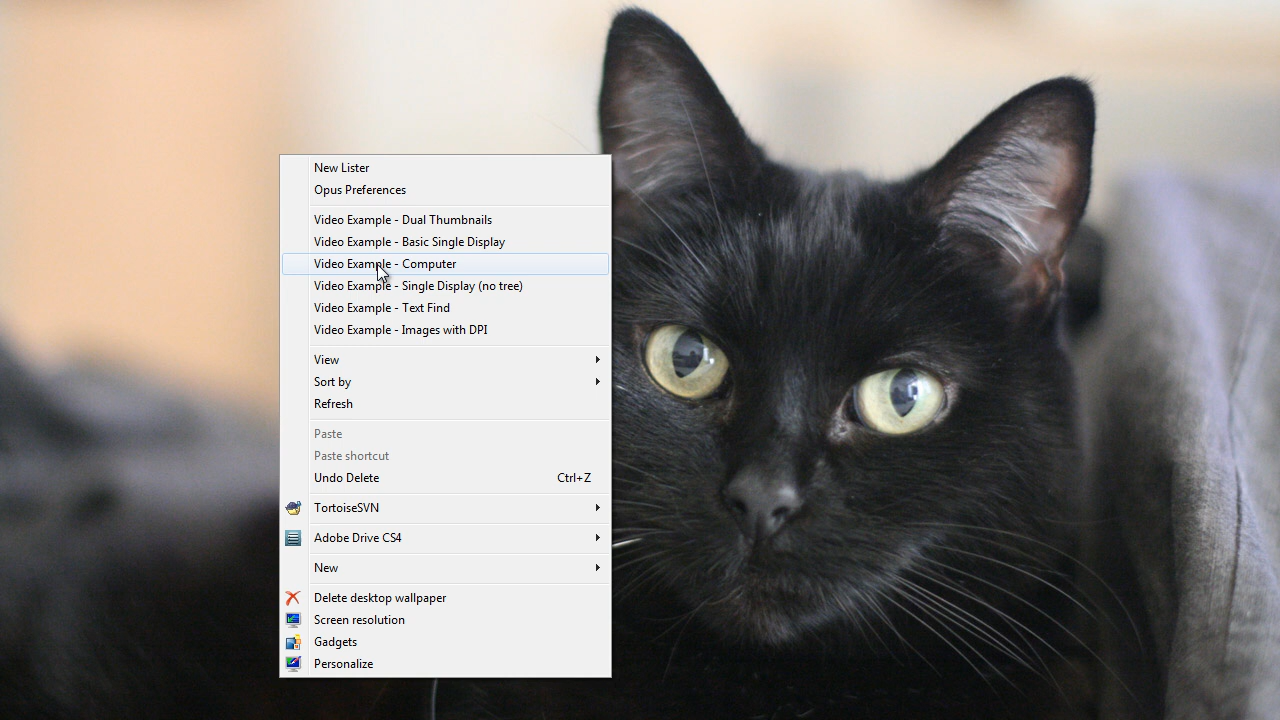 New Lister
Opus Preferences
Video Example - Dual Thumbnails
Video Example - Basic Single Display
Video Example - Computer
Video Example - Single Display (no tree)
Video Example - Text Find
Video Example - Images with DPI
View
Sort by
Refresh
Paste
Paste shortcut
Undo Delete Ctrl+Z
TortoiseSVN
Adobe Drive CS4
New
Delete desktop wallpaper
Screen resolution
Gadgets
Personalize